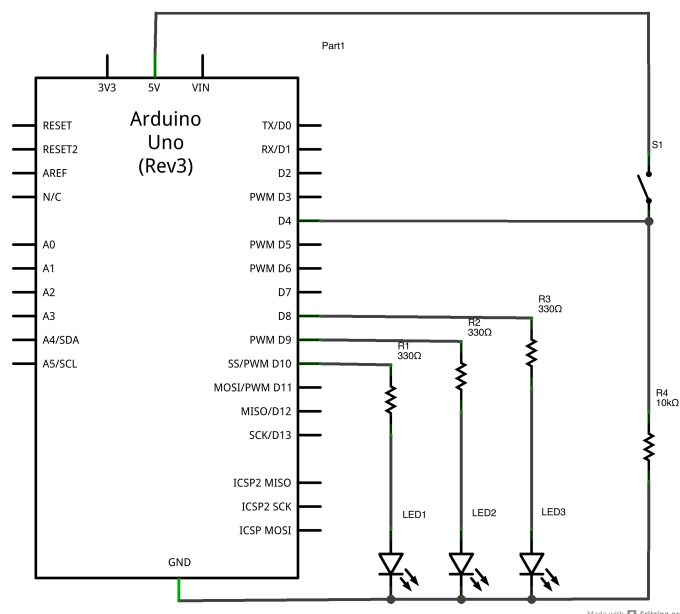 Part1
3V3 5V VIN
Arduino
Uno
(Rev3)
RESET
RESET2
AREF
N/C
A0
A1
A2
A3
A4/SDA
A5/SCL
TX/D0
RX/D1
D2
PWM D3
D4
PWM D5
PWM D6
D7
D8
PWM D9
SS/PWM D10
MOSI/PWM D11
MISO/D12
SCK/D13
ICSP2 MISO
ICSP2 SCK
ICSP MOSI
GND
S1
R3
330Ω
R2
330Ω
R1
330Ω
R4
10kΩ
LED1
LED2
LED3
Made with Fritzing